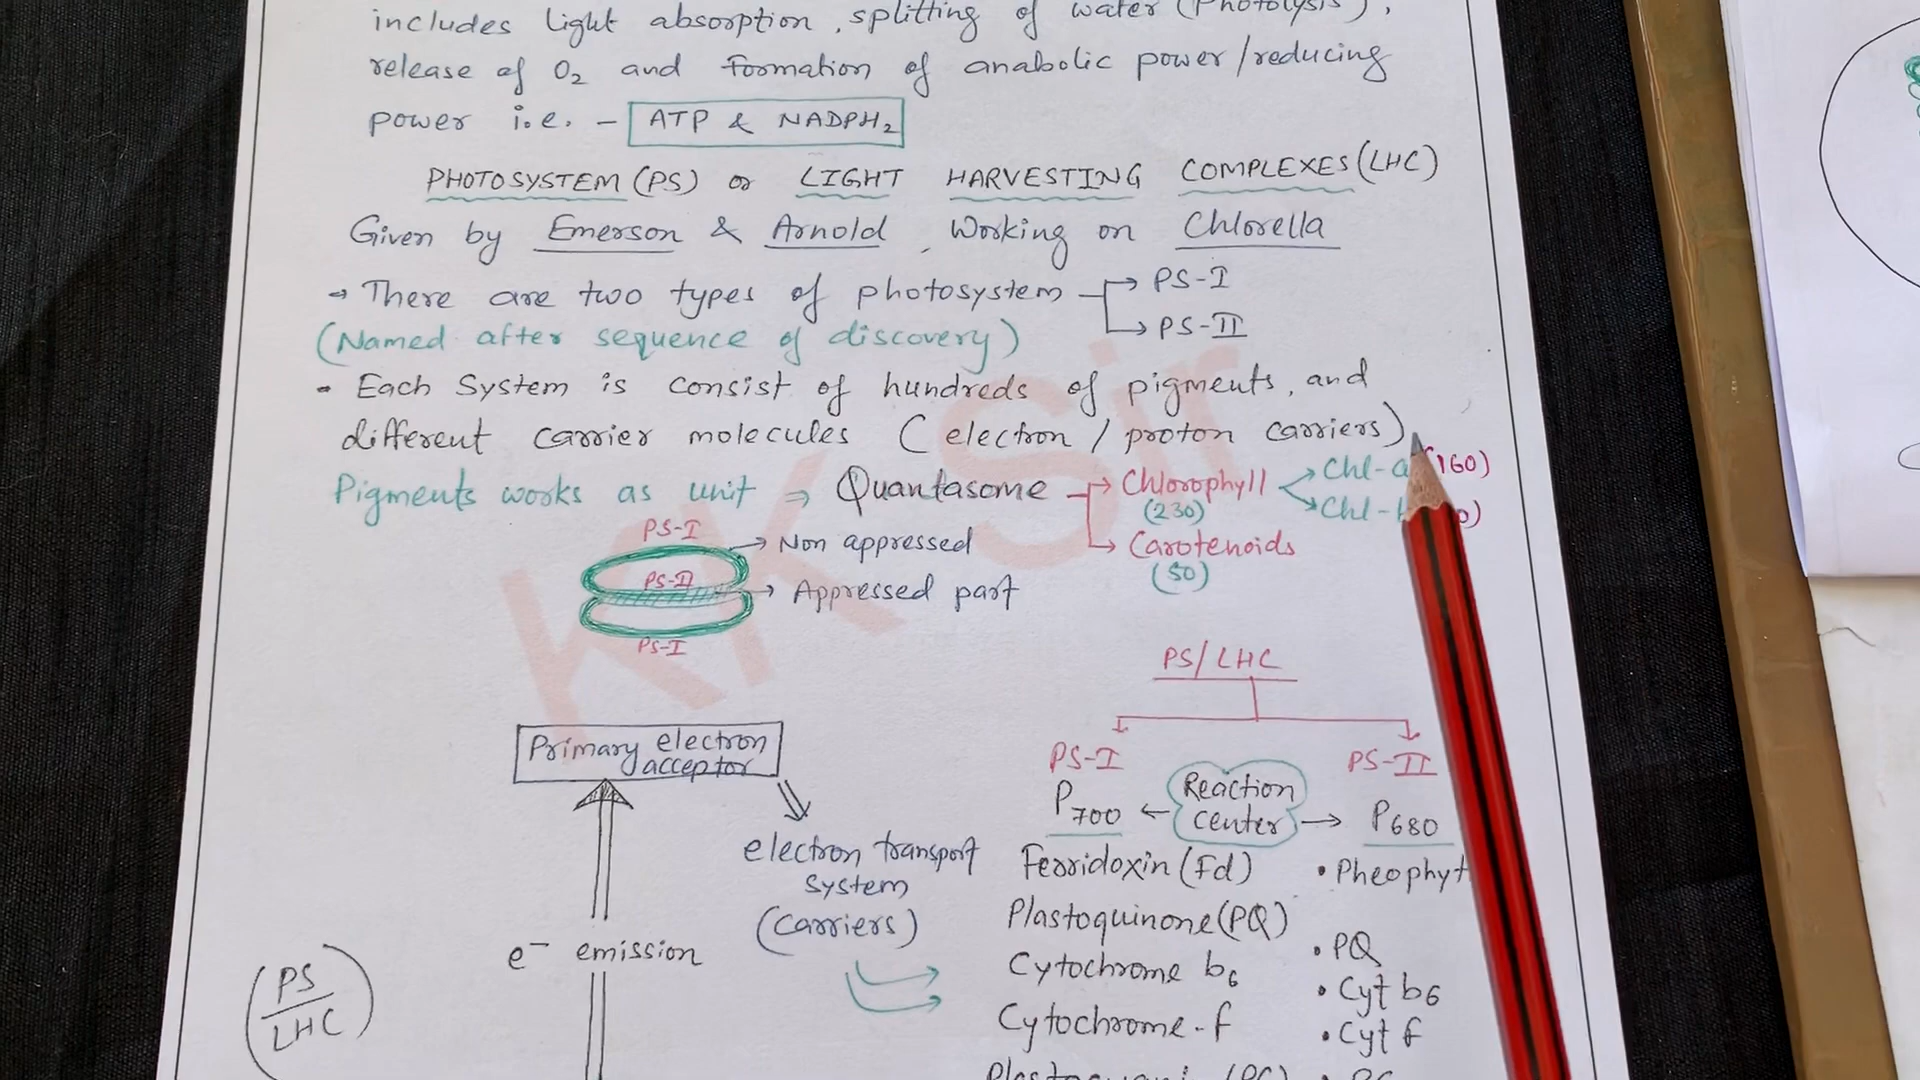 includes light absorption, splitting of water (Photolysis),
release of O2 and Formation of anabolic power/reducing
power i.e. - ATP & NADPH2
PHOTOSYSTEM (PS) or LIGHT HARVESTING COMPLEXES (LHC)
Given by Emerson & Arnold, Working on Chlorella
→ There are two types of photosystem → PS-I
→ PS-II
(Named after sequence of discovery)
- Each System is consist of hundreds of pigments, and
different carrier molecules (electron / proton carriers)
Pigments works as unit ⇒ Quantasome → Chlorophyll → Chl-a (160)
(230) → Chl-
→ Carotenoids
(50)
PS-I
→ Non appressed
PS-II
→ Appressed part
PS-I
PS/LHC
PS-I PS-II
P700 ← Reaction center → P680
Primary electron
acceptor
electron transport
system
(carriers)
e⁻ emission
PS/LHC
Ferridoxin (Fd)
Plastoquinone (PQ)
Cytochrome b6
Cytochrome-f
(PC)
• Pheophyt
• PQ
• Cyt b6
• Cyt f